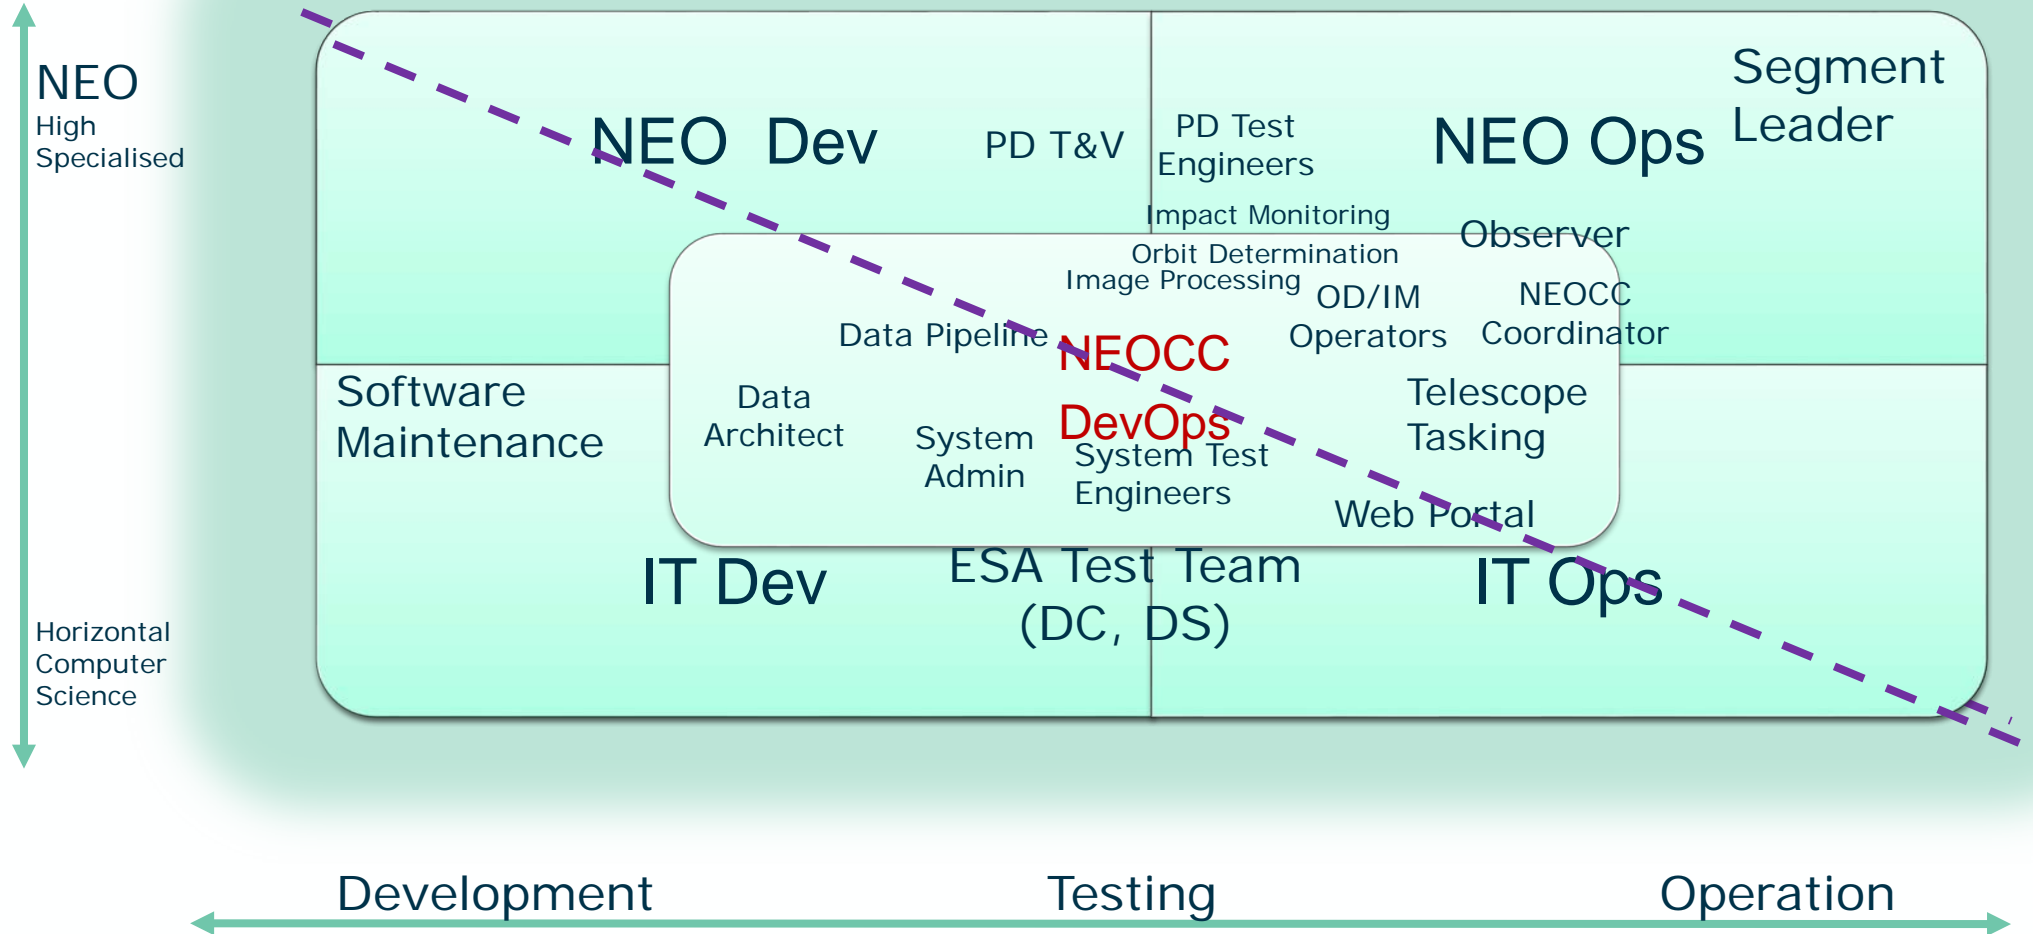 NEO
High
Specialised
Segment
Leader
NEO  Dev
PD T&V
PD Test
Engineers
NEO Ops
Impact Monitoring
Observer
Orbit Determination
Image Processing
OD/IM
Operators
NEOCC
Coordinator
Data Pipeline
NEOCC
DevOps
Software
Maintenance
Data
Architect
System
Admin
System Test
Engineers
Telescope
Tasking
Web Portal
IT Dev
ESA Test Team
(DC, DS)
IT Ops
Horizontal
Computer
Science
Development
Testing
Operation